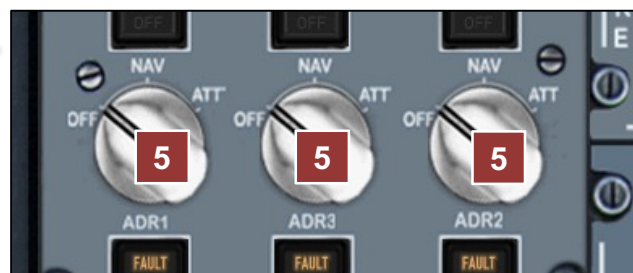 OFF OFF OFF
NAV NAV NAV
OFF ATT OFF ATT OFF ATT
5 5 5
ADR1 ADR3 ADR2
FAULT FAULT FAULT
E